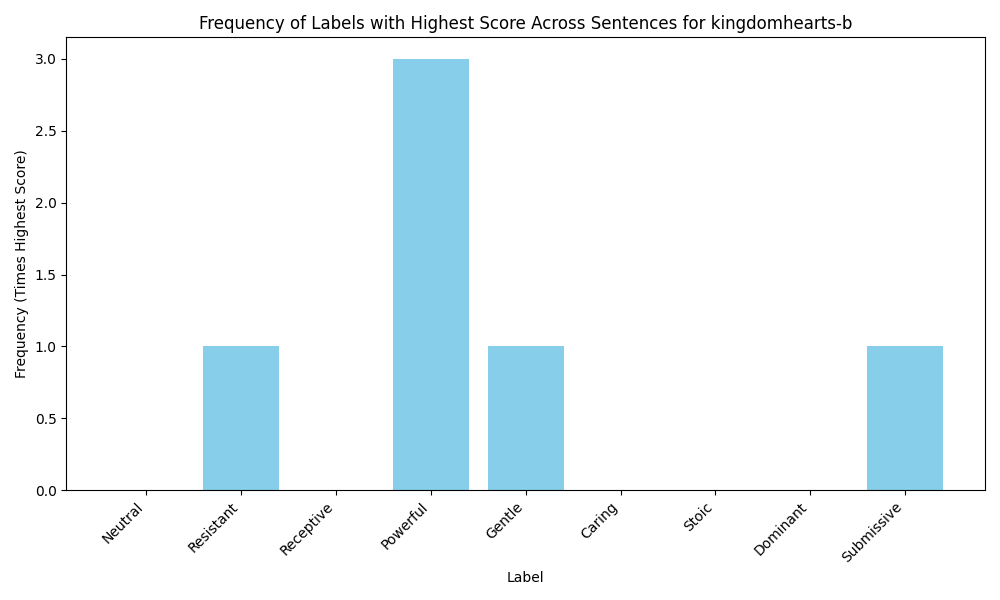 Frequency of Labels with Highest Score Across Sentences for kingdomhearts-b
Frequency (Times Highest Score)
3.0
2.5
2.0
1.5
1.0
0.5
0.0
Neutral
Resistant
Receptive
Powerful
Gentle
Caring
Stoic
Dominant
Submissive
Label